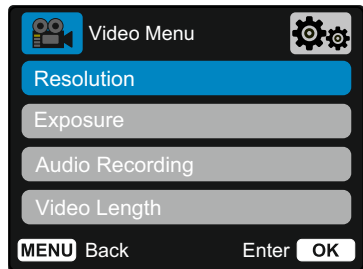 Video Menu
Resolution
Exposure
Audio Recording
Video Length
MENU Back Enter OK